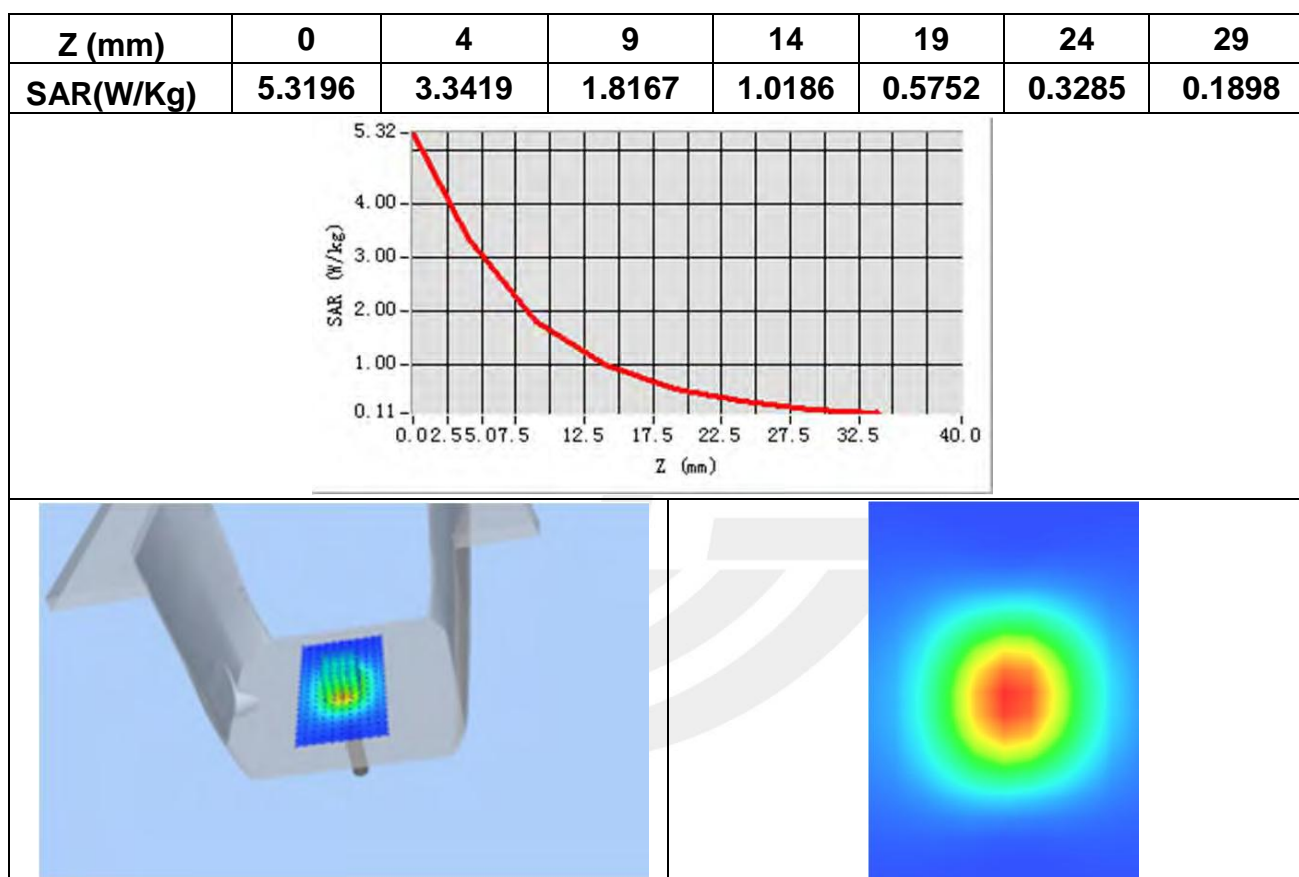 Z (mm) 0 4 9 14 19 24 29
SAR(W/Kg) 5.3196 3.3419 1.8167 1.0186 0.5752 0.3285 0.1898
5.32
4.00
3.00
2.00
1.00
0.11
SAR (W/kg)
0.0 2.5 5.0 7.5 12.5 17.5 22.5 27.5 32.5 40.0
Z (mm)